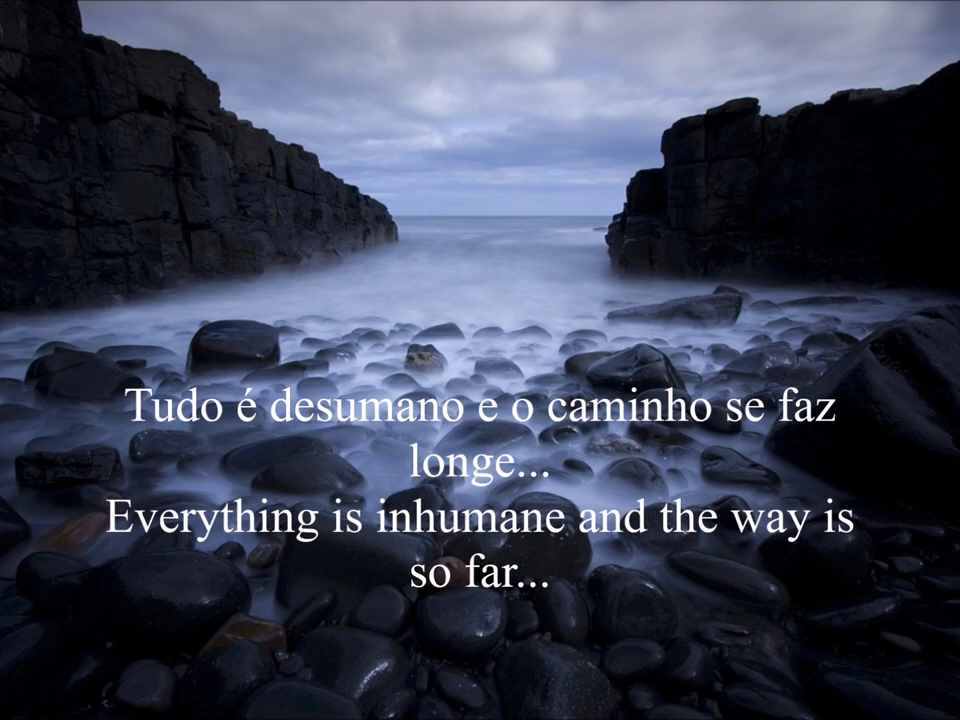 Tudo é desumano e o caminho se faz
longe...
Everything is inhumane and the way is
so far...